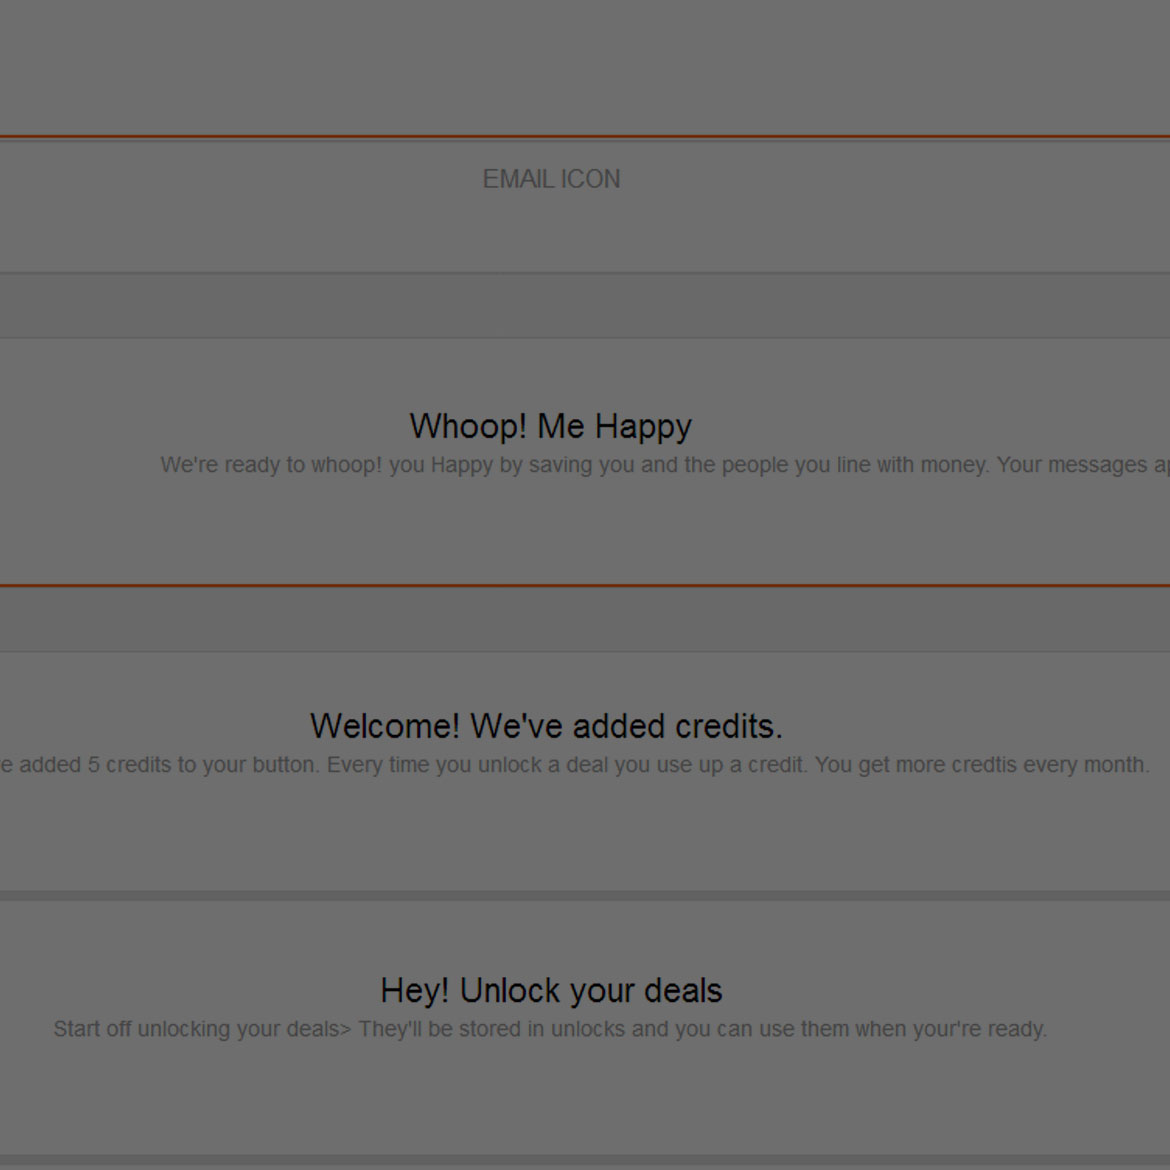 EMAIL ICON
Whoop! Me Happy
We're ready to whoop! you Happy by saving you and the people you line with money. Your messages
Welcome! We've added credits.
added 5 credits to your button. Every time you unlock a deal you use up a credit. You get more credtis every month.
Hey! Unlock your deals
Start off unlocking your deals> They'll be stored in unlocks and you can use them when your're ready.